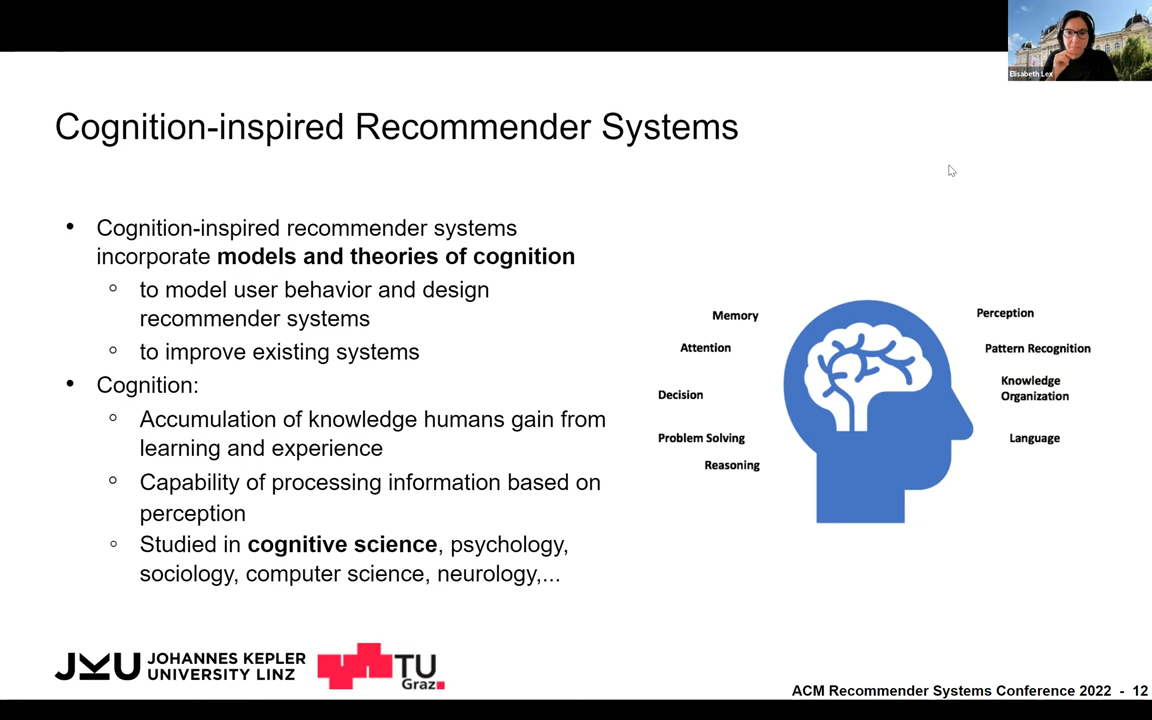 Elisabeth Lex
Cognition-inspired Recommender Systems
• Cognition-inspired recommender systems
incorporate models and theories of cognition
○ to model user behavior and design
recommender systems
○ to improve existing systems
• Cognition:
○ Accumulation of knowledge humans gain from
learning and experience
○ Capability of processing information based on
perception
○ Studied in cognitive science, psychology,
sociology, computer science, neurology,...
Memory
Attention
Decision
Problem Solving
Reasoning
Perception
Pattern Recognition
Knowledge
Organization
Language
JKU JOHANNES KEPLER
UNIVERSITY LINZ
TU
Graz
ACM Recommender Systems Conference 2022 - 12